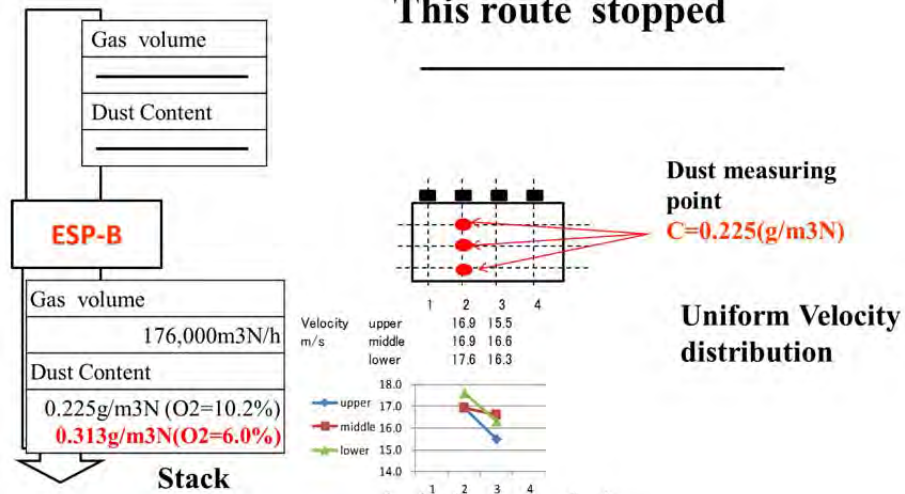 This route stopped
Gas volume
Dust Content
ESP-B
Gas volume
176,000m3N/h
Dust Content
0.225g/m3N (O2=10.2%)
0.313g/m3N(O2=6.0%)
Stack
Dust measuring
point
C=0.225(g/m3N)
1 2 3 4
Velocity upper 16.9 15.5
m/s middle 16.9 16.6
lower 17.6 16.3
Uniform Velocity
distribution
18.0
17.0
16.0
15.0
14.0
upper
middle
lower
1 2 3 4